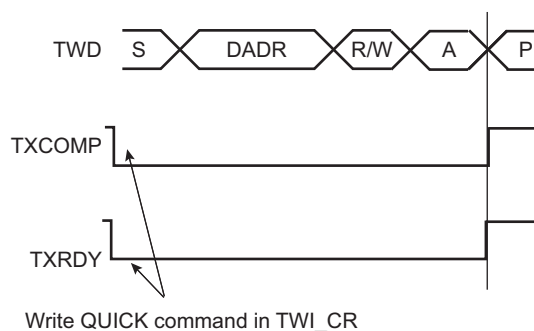 TWD S DADR R/W A P
TXCOMP
TXRDY
Write QUICK command in TWI_CR